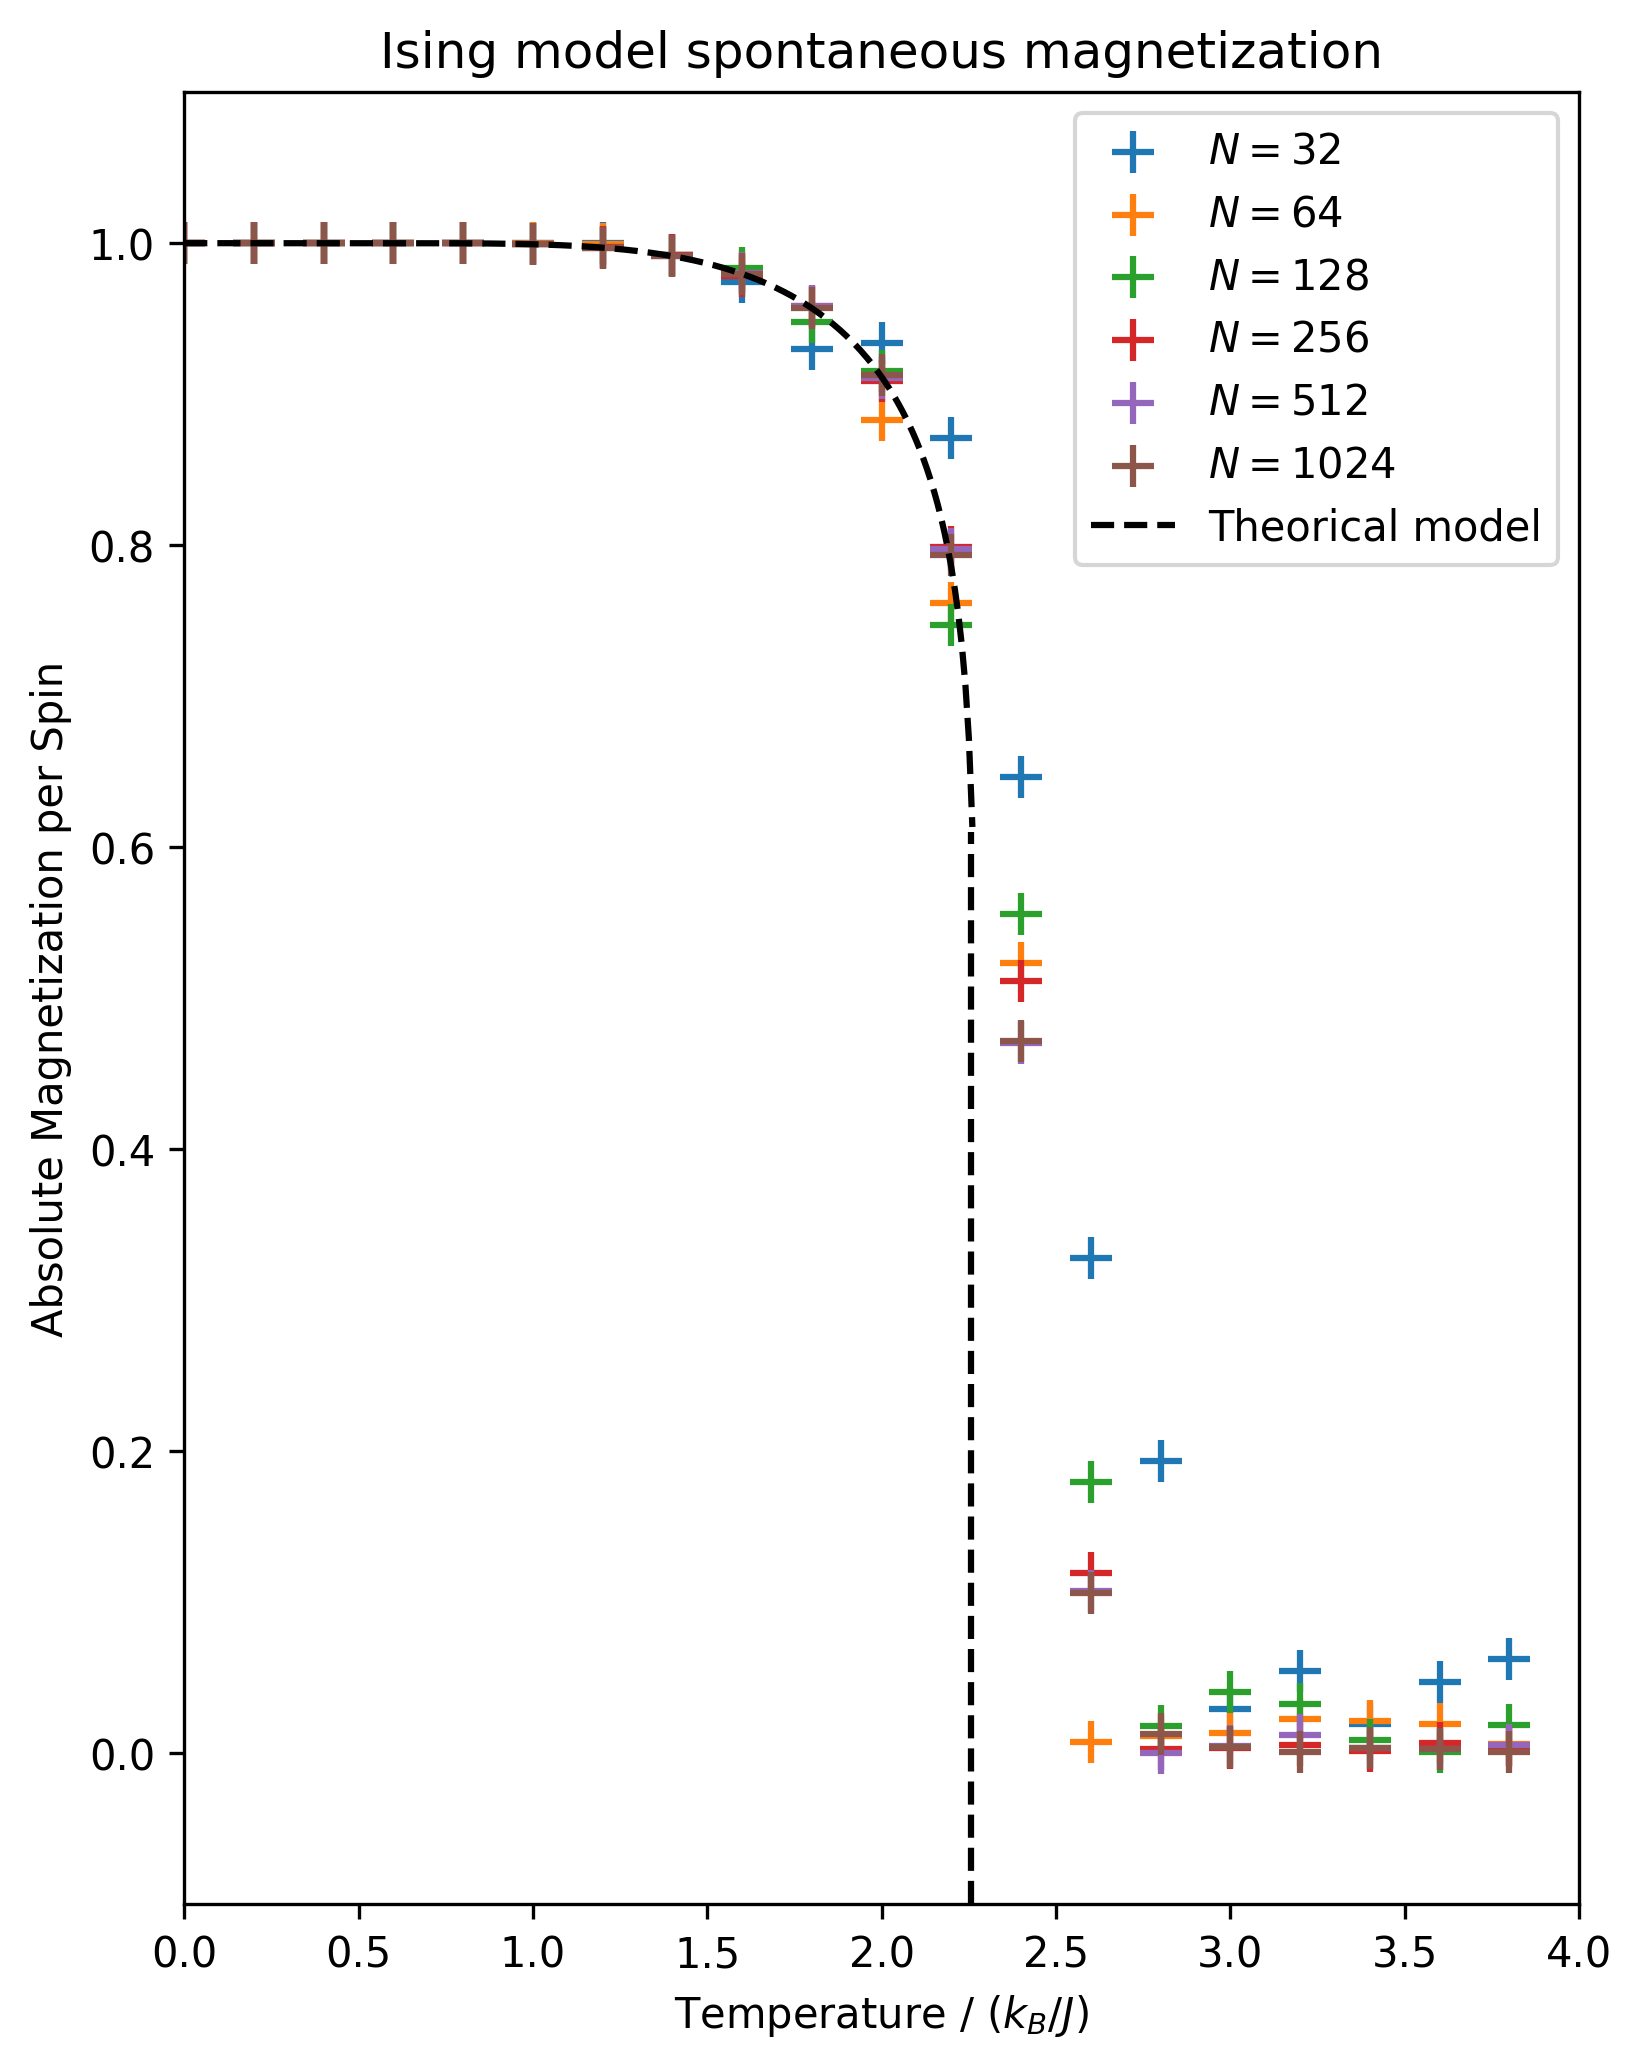 Ising model spontaneous magnetization
N = 32
N = 64
N = 128
N = 256
N = 512
N = 1024
Theorical model
Absolute Magnetization per Spin
1.0
0.8
0.6
0.4
0.2
0.0
0.0 0.5 1.0 1.5 2.0 2.5 3.0 3.5 4.0
Temperature / (k_B/J)